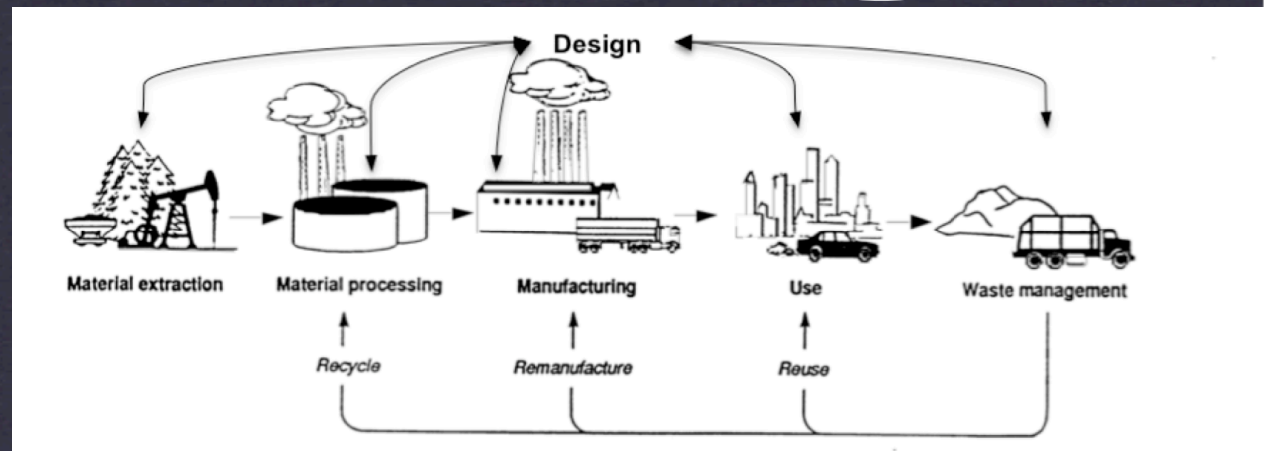 Design
Material extraction
Material processing
Manufacturing
Use
Waste management
Recycle
Remanufacture
Reuse